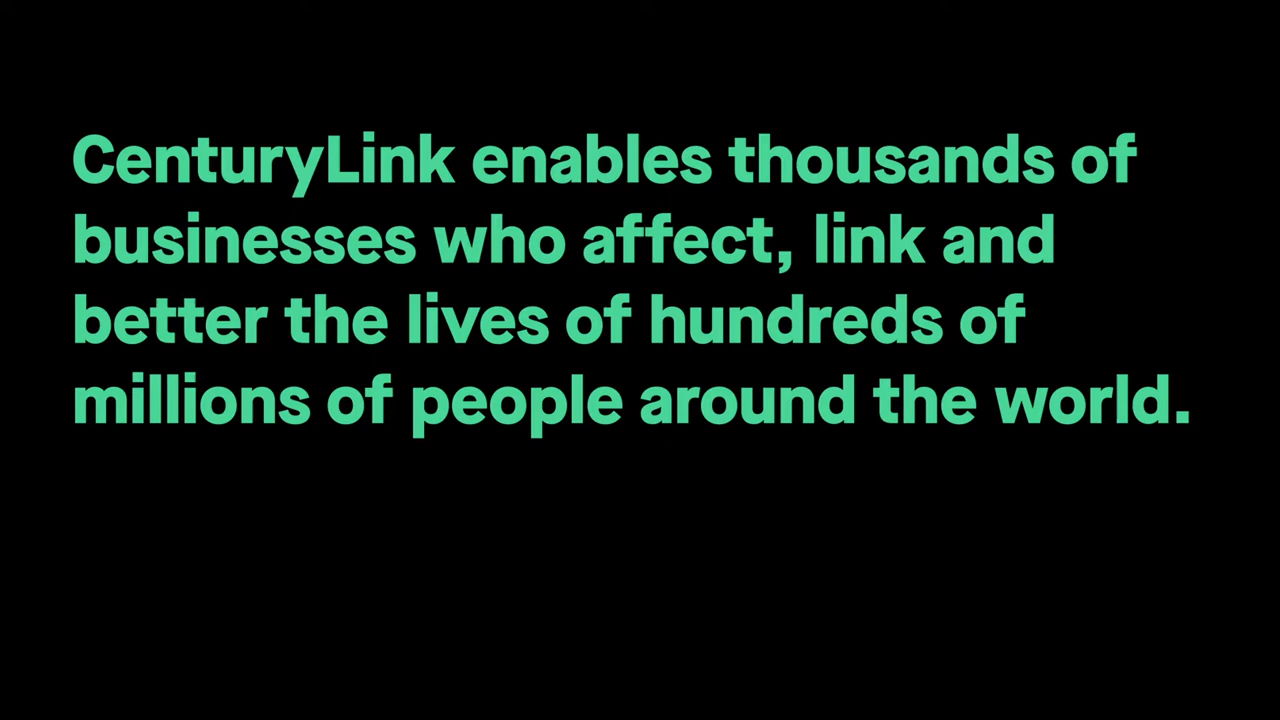 CenturyLink enables thousands of
businesses who affect, link and
better the lives of hundreds of
millions of people around the world.